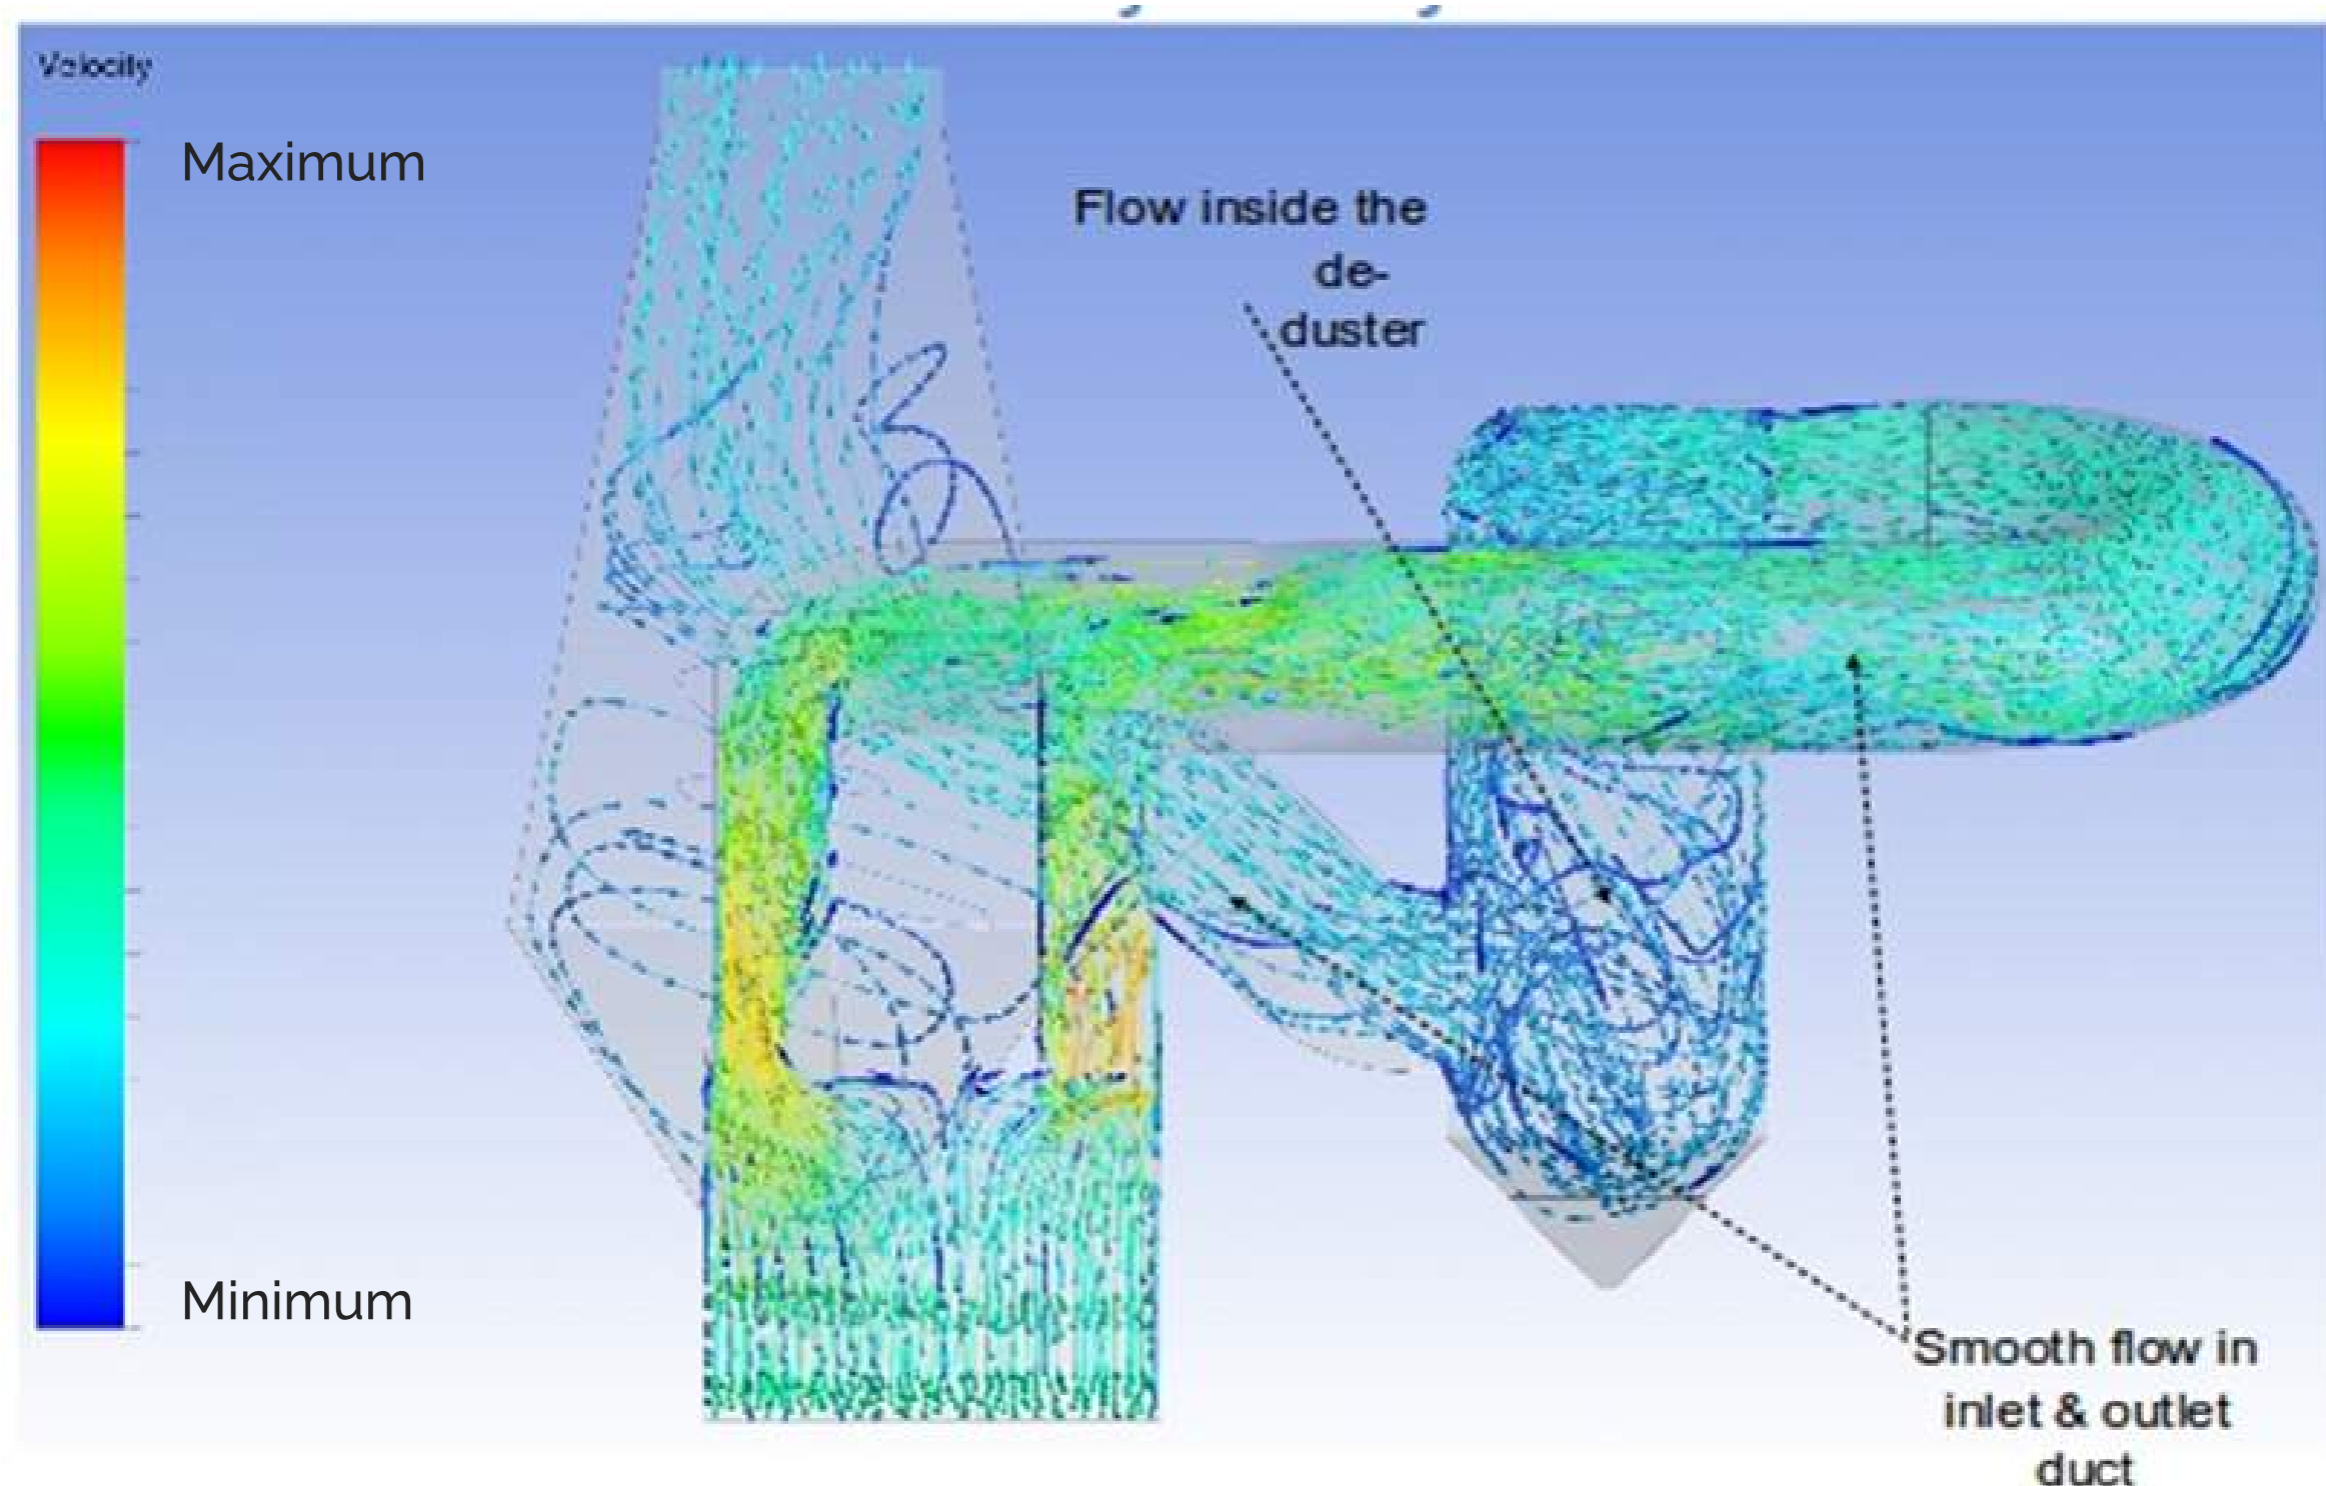 Velocity
Maximum
Flow inside the
de-
duster
Minimum
Smooth flow in
inlet & outlet
duct